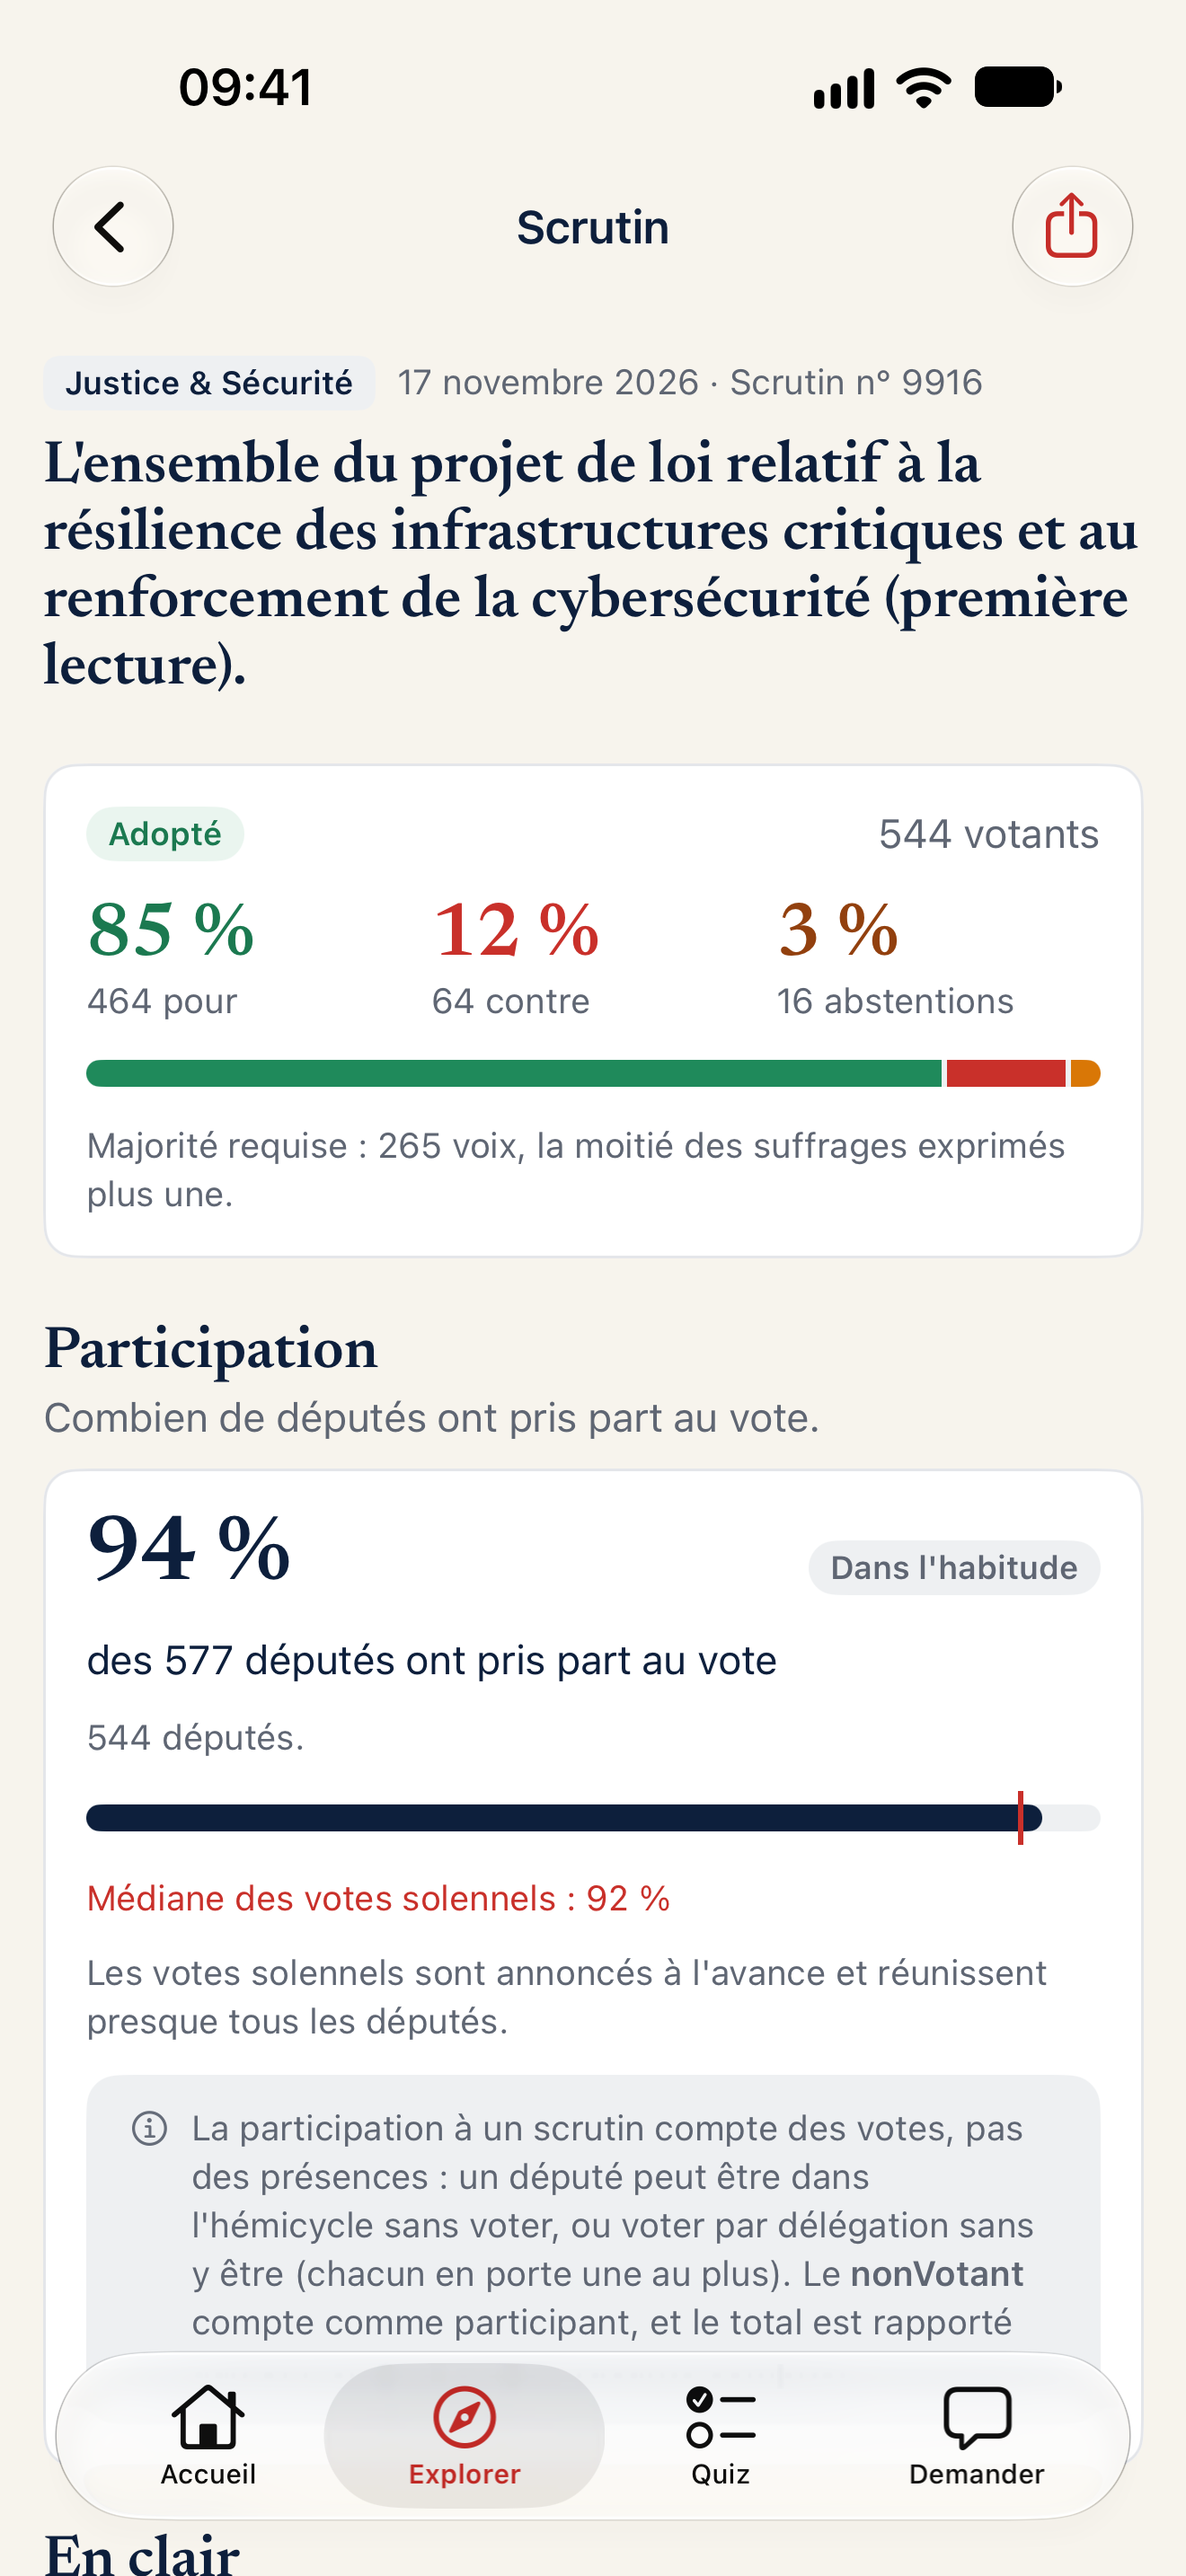 09:41
Scrutin
Justice & Sécurité 17 novembre 2026 · Scrutin n° 9916
L'ensemble du projet de loi relatif à la
résilience des infrastructures critiques et au
renforcement de la cybersécurité (première
lecture).
Adopté 544 votants
85 % 12 % 3 %
464 pour 64 contre 16 abstentions
Majorité requise : 265 voix, la moitié des suffrages exprimés
plus une.
Participation
Combien de députés ont pris part au vote.
94 % Dans l'habitude
des 577 députés ont pris part au vote
544 députés.
Médiane des votes solennels : 92 %
Les votes solennels sont annoncés à l'avance et réunissent
presque tous les députés.
La participation à un scrutin compte des votes, pas
des présences : un député peut être dans
l'hémicycle sans voter, ou voter par délégation sans
y être (chacun en porte une au plus). Le nonVotant
compte comme participant, et le total est rapporté
Accueil Explorer Quiz Demander
En clair